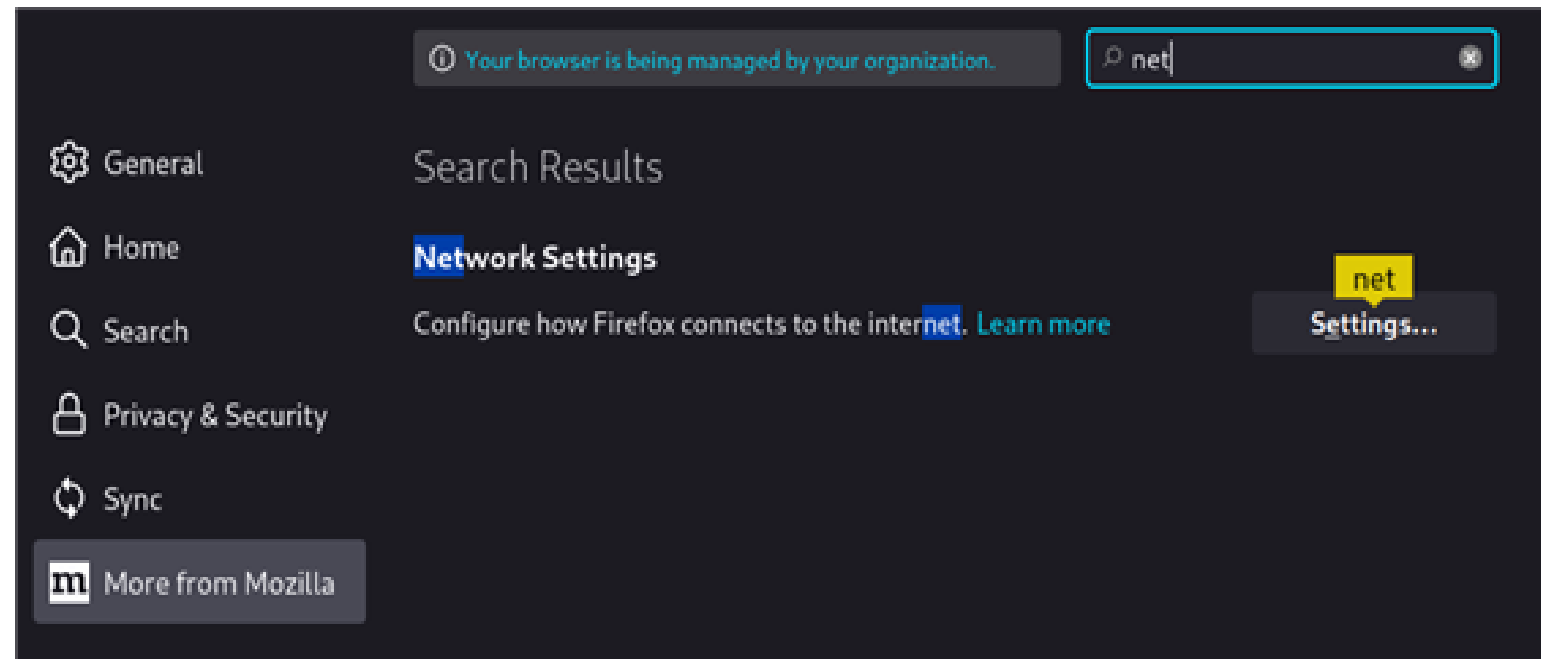 Your browser is being managed by your organization.
net
General
Home
Search
Privacy & Security
Sync
m More from Mozilla
Search Results
Network Settings
Configure how Firefox connects to the internet. Learn more
net
Settings...